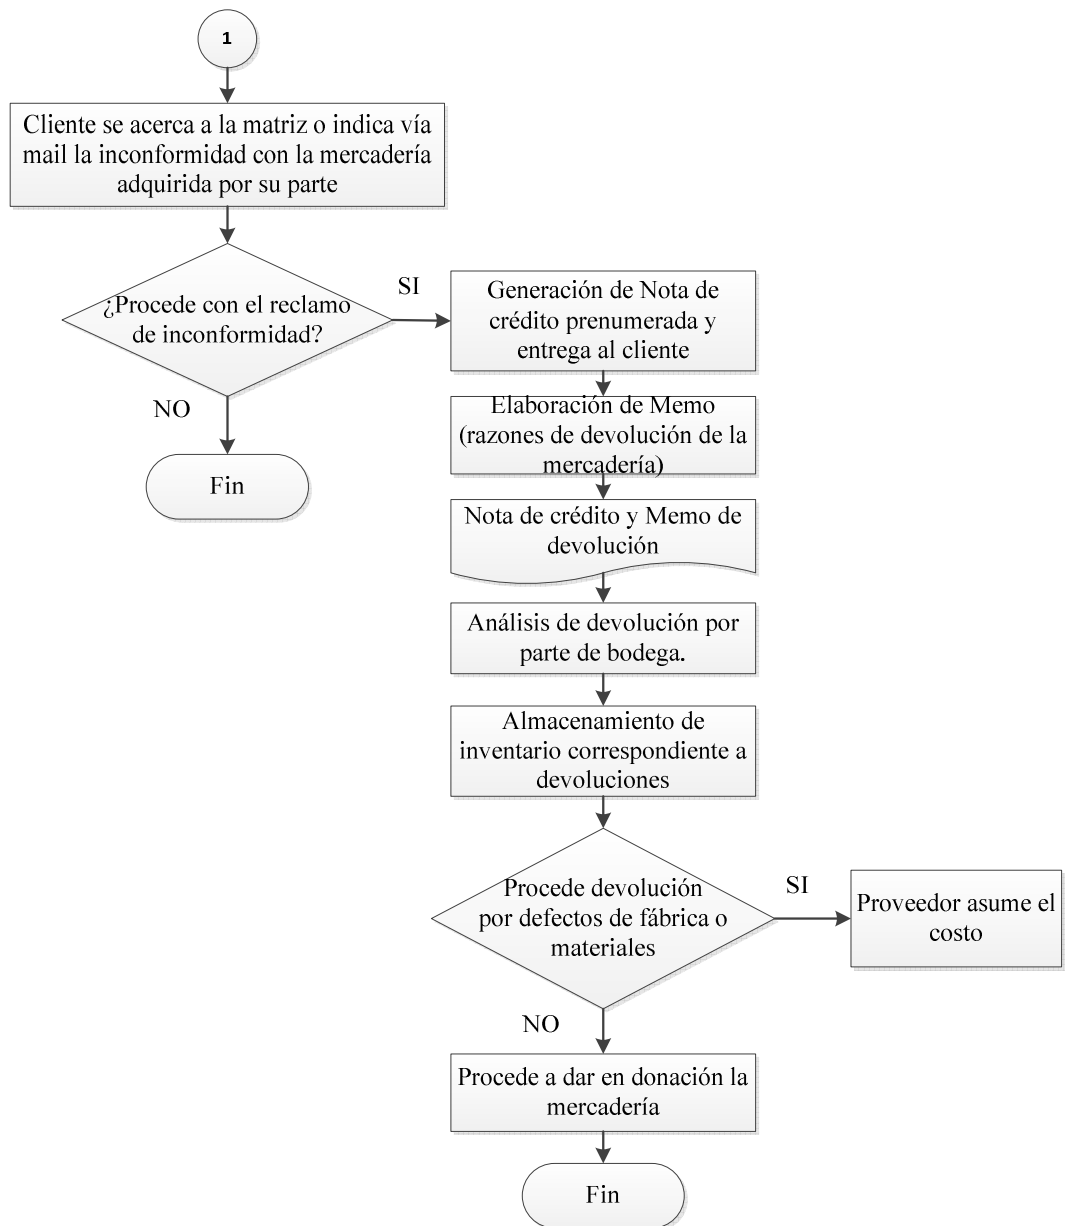 1
Cliente se acerca a la matriz o indica vía
mail la inconformidad con la mercadería
adquirida por su parte
¿Procede con el reclamo
de inconformidad?
SI
NO
Fin
Generación de Nota de
crédito prenumerada y
entrega al cliente
Elaboración de Memo
(razones de devolución de la
mercadería)
Nota de crédito y Memo de
devolución
Análisis de devolución por
parte de bodega.
Almacenamiento de
inventario correspondiente a
devoluciones
Procede devolución
por defectos de fábrica o
materiales
SI
Proveedor asume el
costo
NO
Procede a dar en donación la
mercadería
Fin